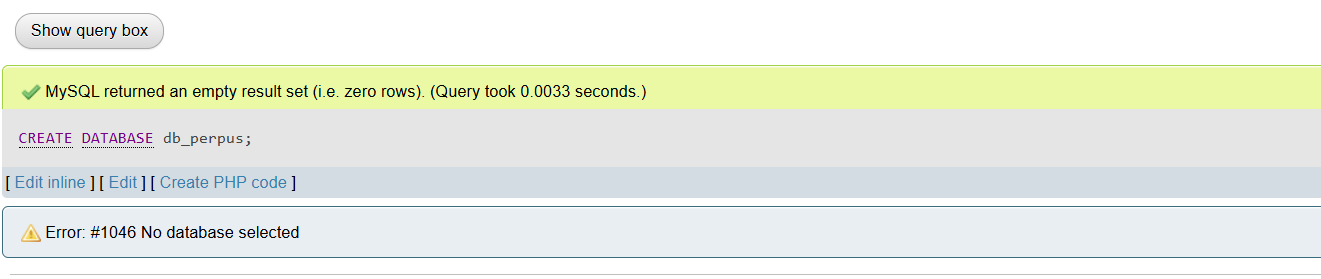 Show query box
MySQL returned an empty result set (i.e. zero rows). (Query took 0.0033 seconds.)
CREATE DATABASE db_perpus;
[ Edit inline ] [ Edit ] [ Create PHP code ]
Error: #1046 No database selected